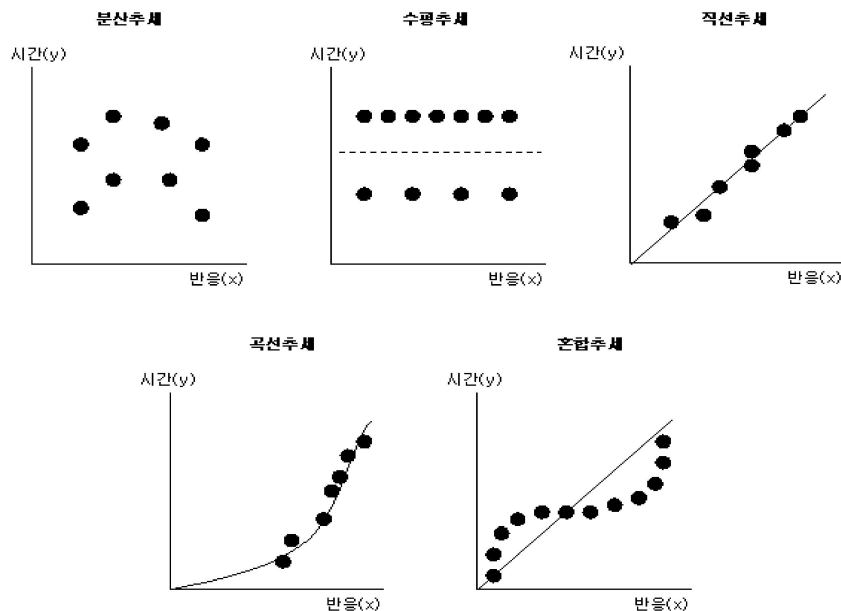 분산추세
수평추세
직선추세
시간(y)
시간(y)
시간(y)
반응(x)
반응(x)
반응(x)
곡선추세
혼합추세
시간(y)
시간(y)
반응(x)
반응(x)